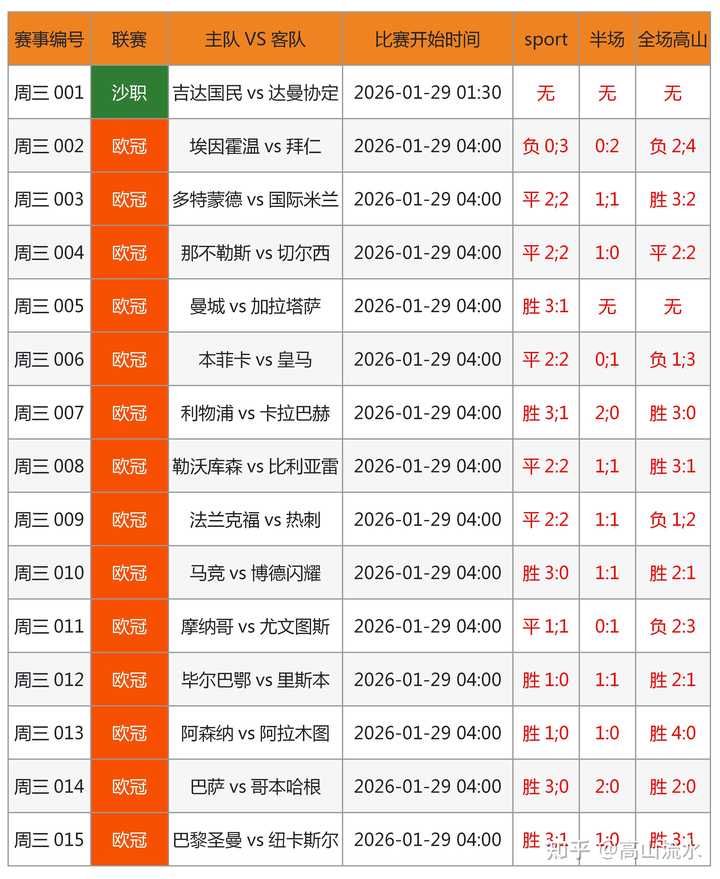 赛事编号 联赛 主队 VS 客队 比赛开始时间 sport 半场 全场高山
周三 001 沙职 吉达国民 vs 达曼协定 2026-01-29 01:30 无 无 无
周三 002 欧冠 埃因霍温 vs 拜仁 2026-01-29 04:00 负 0;3 0:2 负 2;4
周三 003 欧冠 多特蒙德 vs 国际米兰 2026-01-29 04:00 平 2;2 1;1 胜 3:2
周三 004 欧冠 那不勒斯 vs 切尔西 2026-01-29 04:00 平 2;2 1:0 平 2:2
周三 005 欧冠 曼城 vs 加拉塔萨 2026-01-29 04:00 胜 3:1 无 无
周三 006 欧冠 本菲卡 vs 皇马 2026-01-29 04:00 平 2:2 0;1 负 1;3
周三 007 欧冠 利物浦 vs 卡拉巴赫 2026-01-29 04:00 胜 3;1 2;0 胜 3:0
周三 008 欧冠 勒沃库森 vs 比利亚雷 2026-01-29 04:00 平 2:2 1;1 胜 3:1
周三 009 欧冠 法兰克福 vs 热刺 2026-01-29 04:00 平 2:2 1:1 负 1;2
周三 010 欧冠 马竞 vs 博德闪耀 2026-01-29 04:00 胜 3:0 1:1 胜 2:1
周三 011 欧冠 摩纳哥 vs 尤文图斯 2026-01-29 04:00 平 1;1 0:1 负 2:3
周三 012 欧冠 毕尔巴鄂 vs 里斯本 2026-01-29 04:00 胜 1:0 1:1 胜 2:1
周三 013 欧冠 阿森纳 vs 阿拉木图 2026-01-29 04:00 胜 1;0 1:0 胜 4:0
周三 014 欧冠 巴萨 vs 哥本哈根 2026-01-29 04:00 胜 3;0 2:0 胜 2:0
周三 015 欧冠 巴黎圣曼 vs 纽卡斯尔 2026-01-29 04:00 胜 3;1 1:0 胜 3:1
知乎 @高山流水